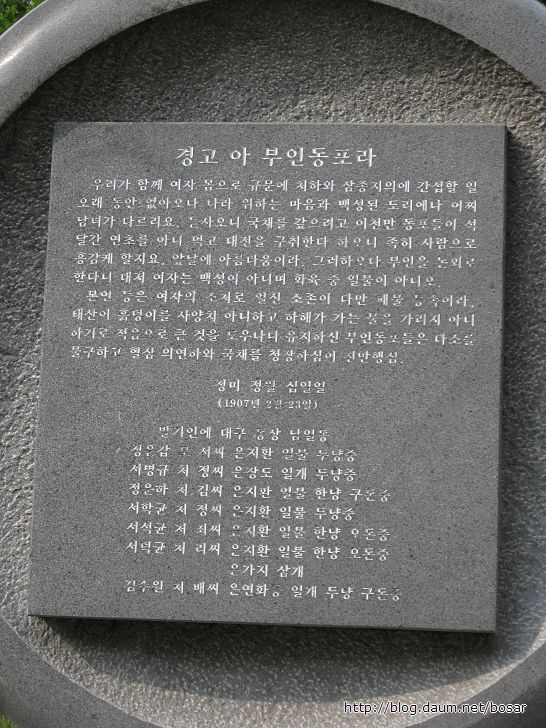 경고 아 부인동포라
우리가 함께 여자 몸으로 규문에 처하와 삼종지의에 간섭할 일
오래 동안 없아오나 나라 위하는 마음과 백성된 도리에나 어찌
남녀가 다르리요. 듣사오니 국채를 갚으려고 이천만 동포들이 석
달간 연초를 아니 먹고 대전을 구취한다 하오니 족히 사람으로
흥감케 할지요, 앞날에 아름다움이라. 그러하오나 부인을 논외로
한다니 대저 여자는 백성이 아니며 화육 중 일물이 아니오.
본인 등은 여자의 소처로 일신 소존이 다만 패물 등속이라.
태산이 흙덩이를 사양치 아니하고 하해가 가는 물을 가리지 아니
하기로 적음으로 큰 것을 도우나니 유지하신 부인동포들은 다소를
불구하고 혈심 의연하와 국채를 청장하심이 천만행심.
정미 정월 십일일
(1907년 2월 23일)
발기인에 대구 동상 남일동
정운갑 모 서씨 은지환 일불 두냥중
서병규 처 정씨 은장도 일개 두냥중
정운하 처 김씨 은지환 일불 한냥 구돈중
서학균 처 정씨 은지환 일불 두냥중
서석균 처 최씨 은지환 일불 한냥 오돈중
서덕균 처 리씨 은지환 일불 한냥 오돈중
은가지 삼개
김수원 처 배씨 은연화 일개 두냥 구돈중
http://blog.daum.net/bosar